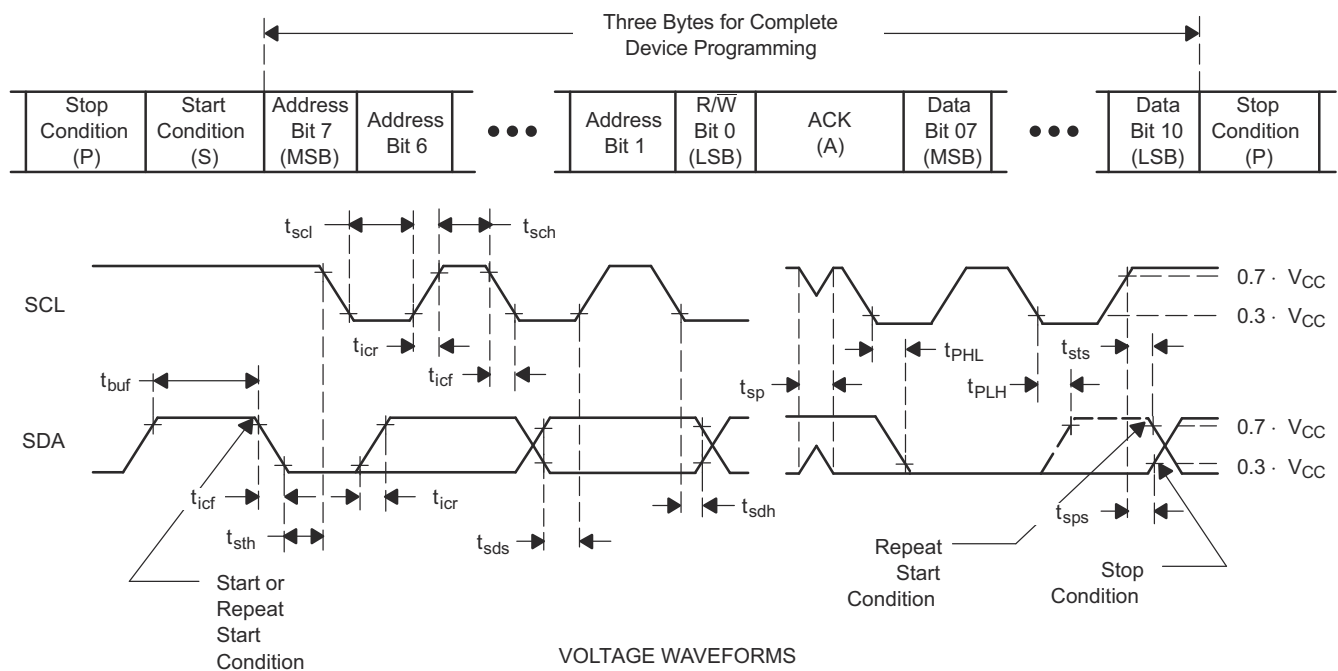 Three Bytes for Complete
Device Programming
Stop
Condition
(P)
Start
Condition
(S)
Address
Bit 7
(MSB)
Address
Bit 6
Address
Bit 1
R/W̅
Bit 0
(LSB)
ACK
(A)
Data
Bit 07
(MSB)
Data
Bit 10
(LSB)
Stop
Condition
(P)
tscl
tsch
SCL
0.7 · VCC
0.3 · VCC
ticr
ticf
tbuf
tPHL
tsts
tsp
tPLH
SDA
0.7 · VCC
0.3 · VCC
ticf
ticr
tsdh
tsth
tsds
tsps
Start or
Repeat
Start
Condition
Repeat
Start
Condition
Stop
Condition
VOLTAGE WAVEFORMS